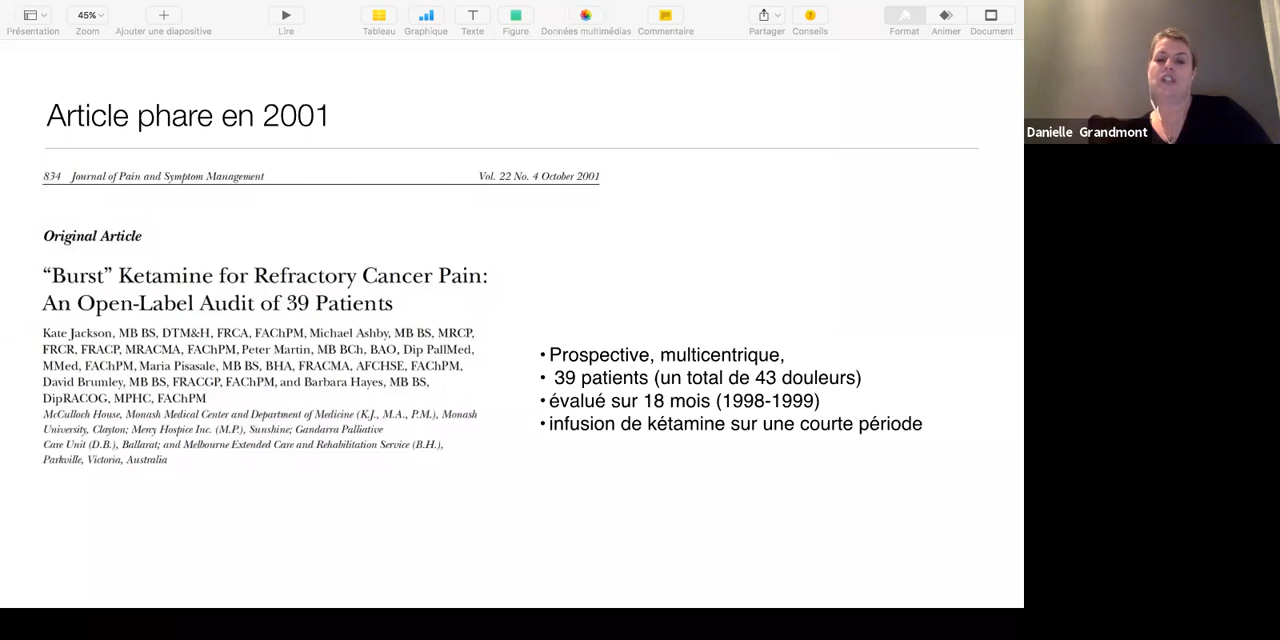 45%
Présentation Zoom Ajouter une diapositive Lire Tableau Graphique Texte Figure Données multimédias Commentaire Partager Conseils Format Animer Document
Danielle Grandmont
Article phare en 2001
834 Journal of Pain and Symptom Management Vol. 22 No. 4 October 2001
Original Article
“Burst” Ketamine for Refractory Cancer Pain:
An Open-Label Audit of 39 Patients
Kate Jackson, MB BS, DTM&H, FRCA, FAChPM, Michael Ashby, MB BS, MRCP,
FRCR, FRACP, MRACMA, FAChPM, Peter Martin, MB BCh, BAO, Dip PallMed,
MMed, FAChPM, Maria Pisasale, MB BS, BHA, FRACMA, AFCHSE, FAChPM,
David Brumley, MB BS, FRACGP, FAChPM, and Barbara Hayes, MB BS,
DipRACOG, MPHC, FAChPM
McCulloch House, Monash Medical Center and Department of Medicine (K.J., M.A., P.M.), Monash
University, Clayton; Mercy Hospice Inc. (M.P.), Sunshine; Gandarra Palliative
Care Unit (D.B.), Ballarat; and Melbourne Extended Care and Rehabilitation Service (B.H.),
Parkville, Victoria, Australia
• Prospective, multicentrique,
• 39 patients (un total de 43 douleurs)
• évalué sur 18 mois (1998-1999)
• infusion de kétamine sur une courte période